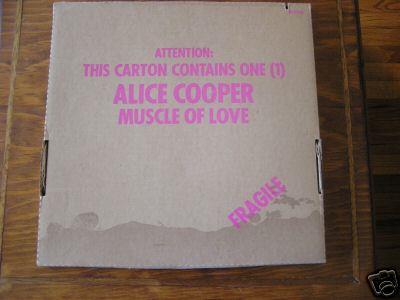 ATTENTION:
THIS CARTON CONTAINS ONE (1)
ALICE COOPER
MUSCLE OF LOVE
FRAGILE